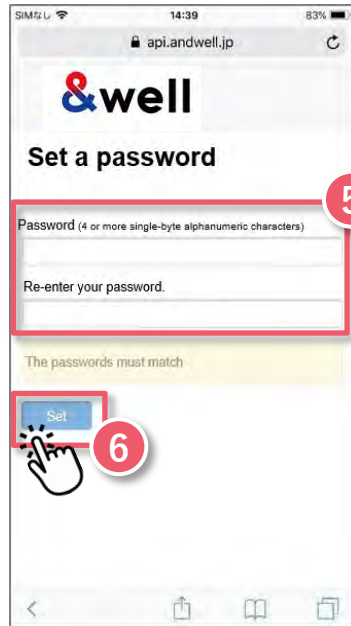 SIMなし 14:39 83%
api.andwell.jp
&well
Set a password
5
Password (4 or more single-byte alphanumeric characters)
Re-enter your password.
The passwords must match
Set
6